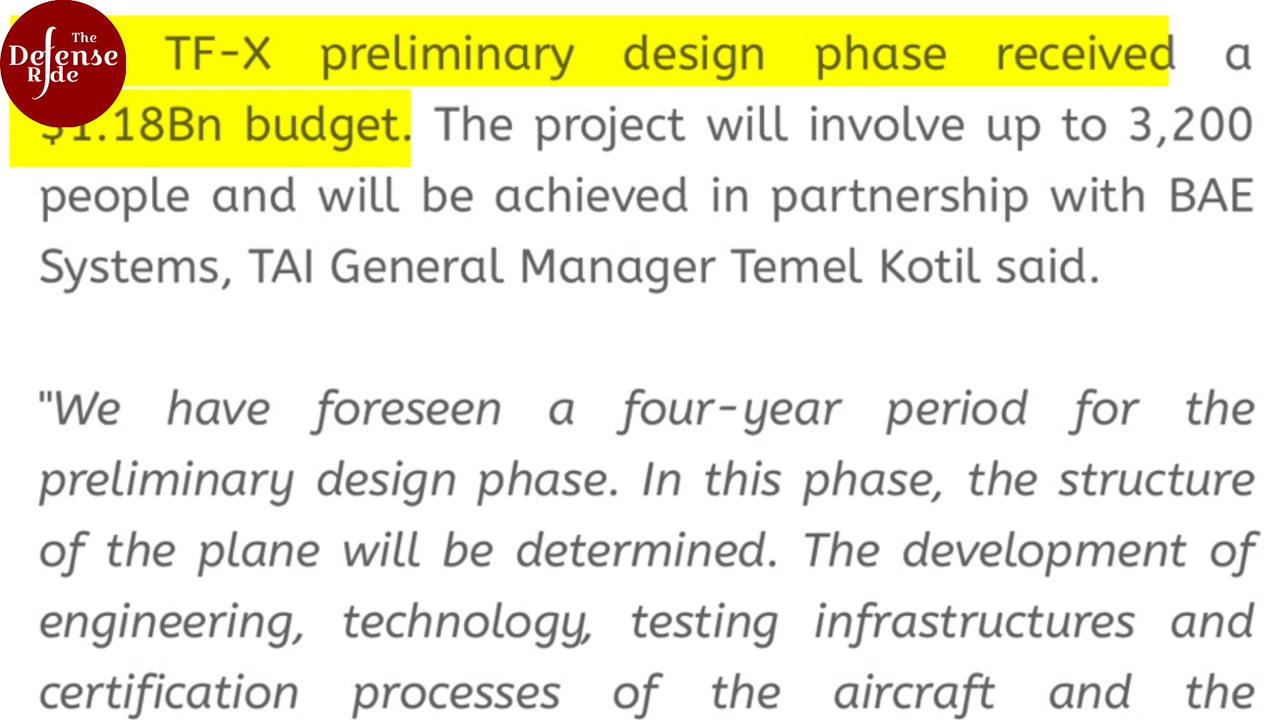 The
Defense
Ride
TF-X preliminary design phase received a
$1.18Bn budget. The project will involve up to 3,200
people and will be achieved in partnership with BAE
Systems, TAI General Manager Temel Kotil said.
"We have foreseen a four-year period for the
preliminary design phase. In this phase, the structure
of the plane will be determined. The development of
engineering, technology, testing infrastructures and
certification processes of the aircraft and the